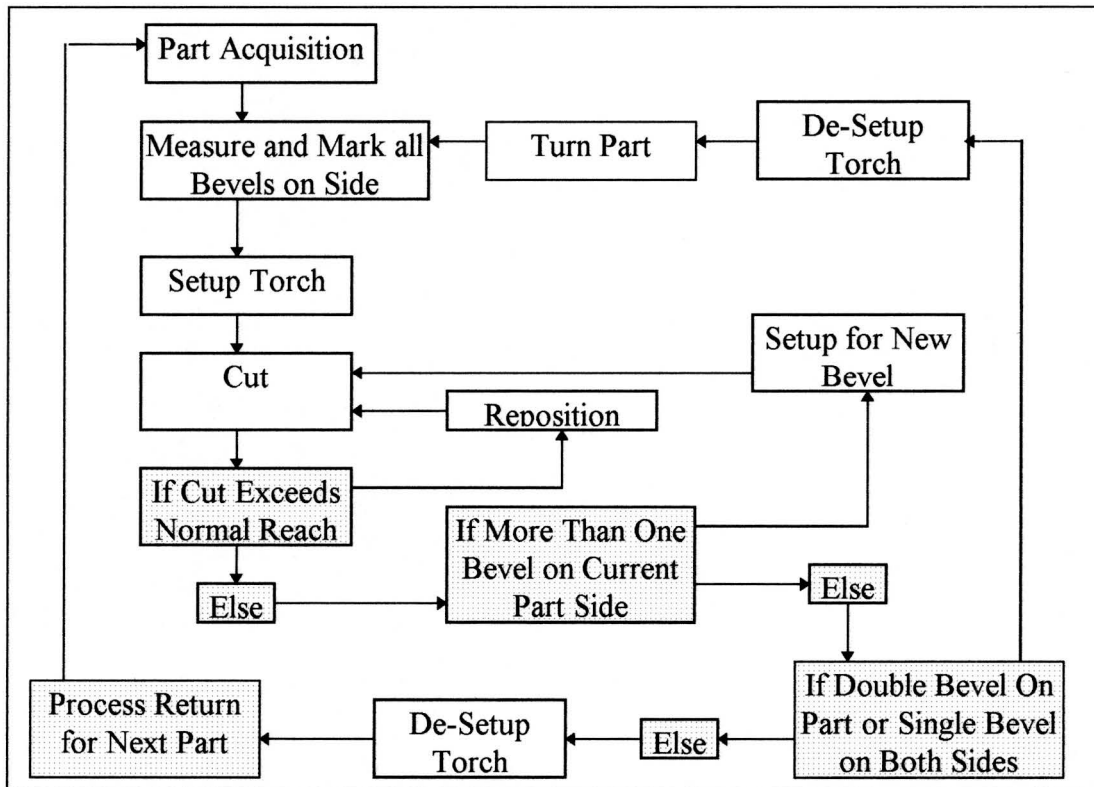 Part Acquisition
Measure and Mark all
Bevels on Side
Turn Part
De-Setup
Torch
Setup Torch
Cut
Setup for New
Bevel
Reposition
If Cut Exceeds
Normal Reach
If More Than One
Bevel on Current
Part Side
Else
Else
If Double Bevel On
Part or Single Bevel
on Both Sides
Else
De-Setup
Torch
Process Return
for Next Part